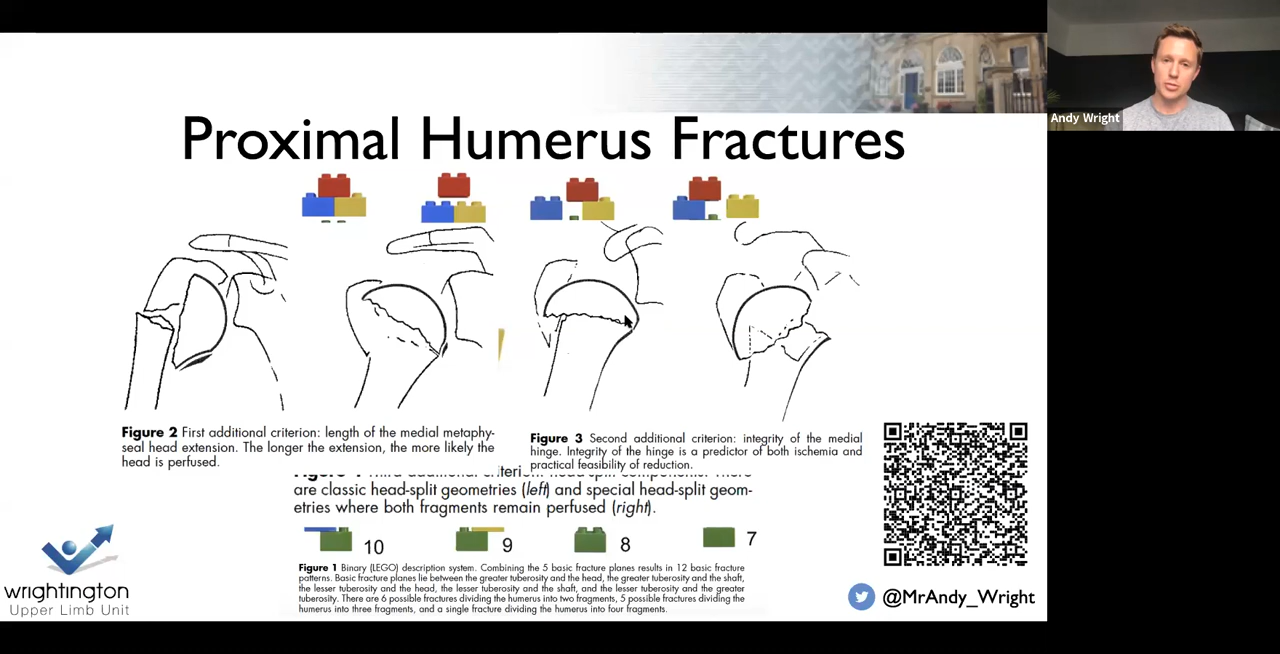 Andy Wright
Proximal Humerus Fractures
Figure 2 First additional criterion: length of the medial metaphy-
seal head extension. The longer the extension, the more likely the
head is perfused.
Figure 3 Second additional criterion: integrity of the medial
hinge. Integrity of the hinge is a predictor of both ischemia and
practical feasibility of reduction.
are classic head-split geometries (left) and special head-split geom-
etries where both fragments remain perfused (right).
10
9
8
7
Figure 1 Binary (LEGO) description system. Combining the 5 basic fracture planes results in 12 basic fracture
patterns. Basic fracture planes lie between the greater tuberosity and the head, the greater tuberosity and the shaft,
the lesser tuberosity and the head, the lesser tuberosity and the shaft, and the lesser tuberosity and the greater
tuberosity. There are 6 possible fractures dividing the humerus into two fragments, 5 possible fractures dividing the
humerus into three fragments, and a single fracture dividing the humerus into four fragments.
wrightington
Upper Limb Unit
@MrAndy_Wright